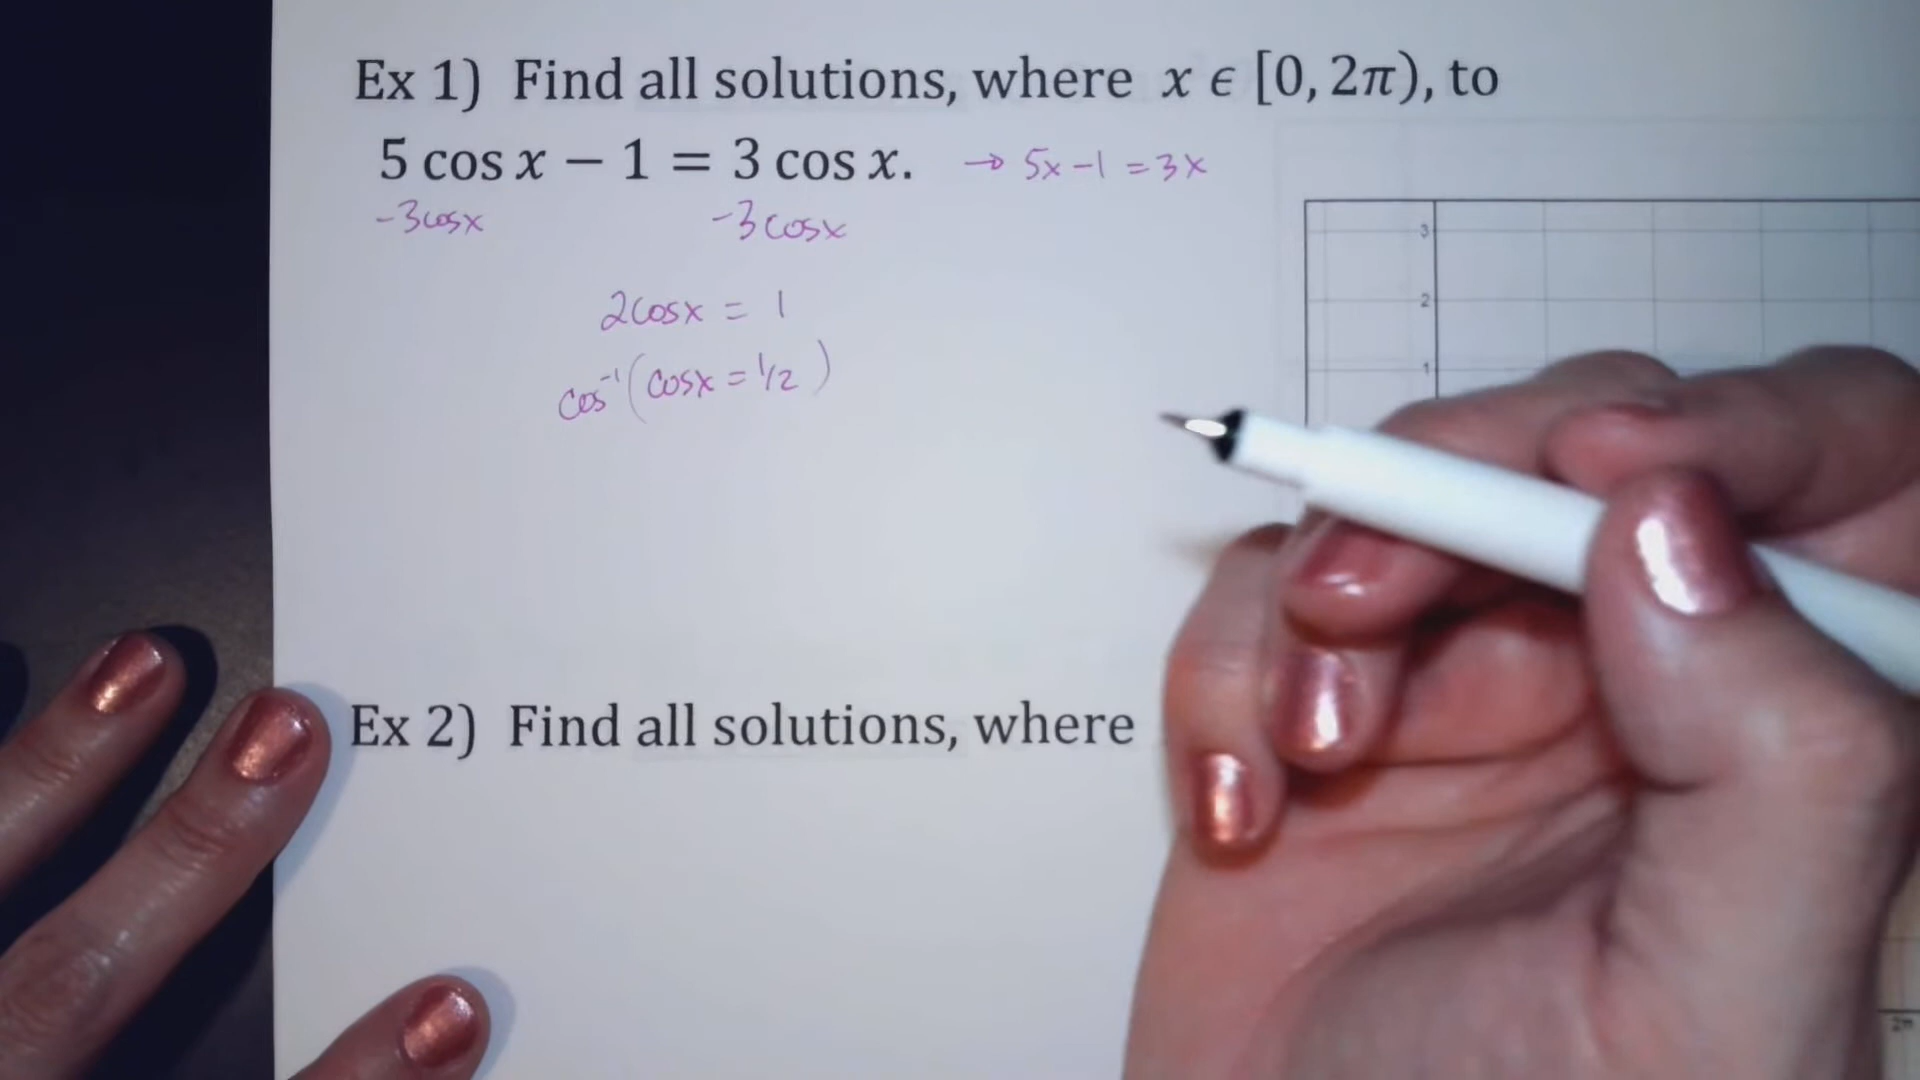 Ex 1) Find all solutions, where x ϵ [0, 2π), to
5 cos x − 1 = 3 cos x. → 5x −1 = 3x
−3cosx −3cosx
2cosx = 1
cos⁻¹(cosx = 1/2)
3
2
1
Ex 2) Find all solutions, where
2π